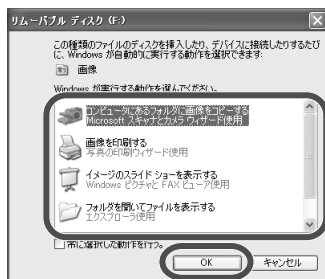 リムーバブル ディスク (F:)
この種類のファイルのディスクを挿入したり、デバイスに接続したりするたび
に、Windows が自動的に実行する動作を選択できます:
画像
Windows が実行する動作を選んでください。
コンピュータにあるフォルダに画像をコピーする
Microsoft スキャナとカメラ ウィザード使用
画像を印刷する
写真の印刷ウィザード使用
イメージのスライド ショーを表示する
Windows ピクチャと FAX ビューア使用
フォルダを開いてファイルを表示する
エクスプローラ使用
常に選択した動作を行う。
OK
キャンセル